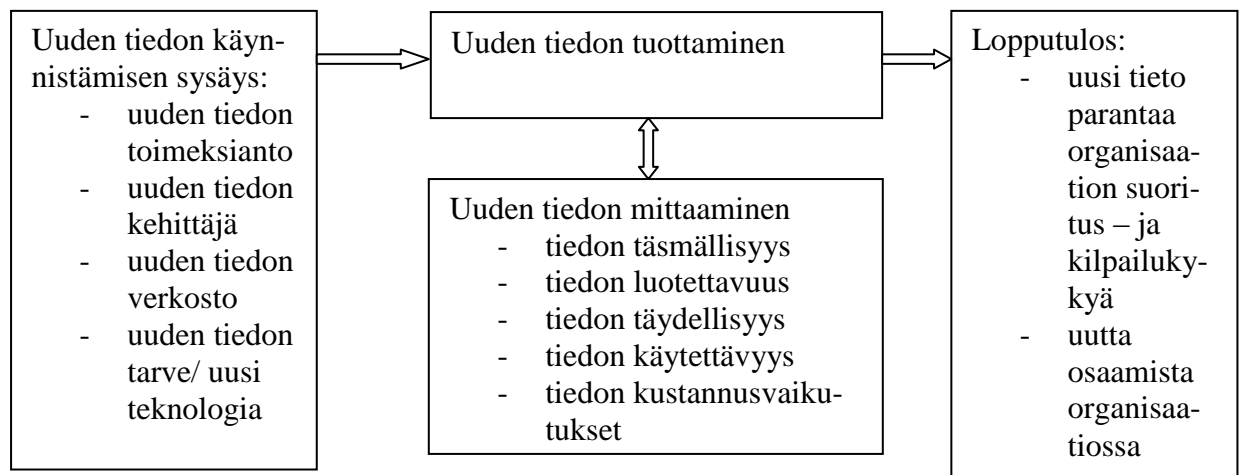 Uuden tiedon käyn-
nistämisen sysäys:
- uuden tiedon
toimeksianto
- uuden tiedon
kehittäjä
- uuden tiedon
verkosto
- uuden tiedon
tarve/ uusi
teknologia
Uuden tiedon tuottaminen
Uuden tiedon mittaaminen
- tiedon täsmällisyys
- tiedon luotettavuus
- tiedon täydellisyys
- tiedon käytettävyys
- tiedon kustannusvaiku-
tukset
Lopputulos:
- uusi tieto
parantaa
organisaa-
tion suori-
tus – ja
kilpailuky-
kyä
- uutta
osaamista
organisaa-
tiossa